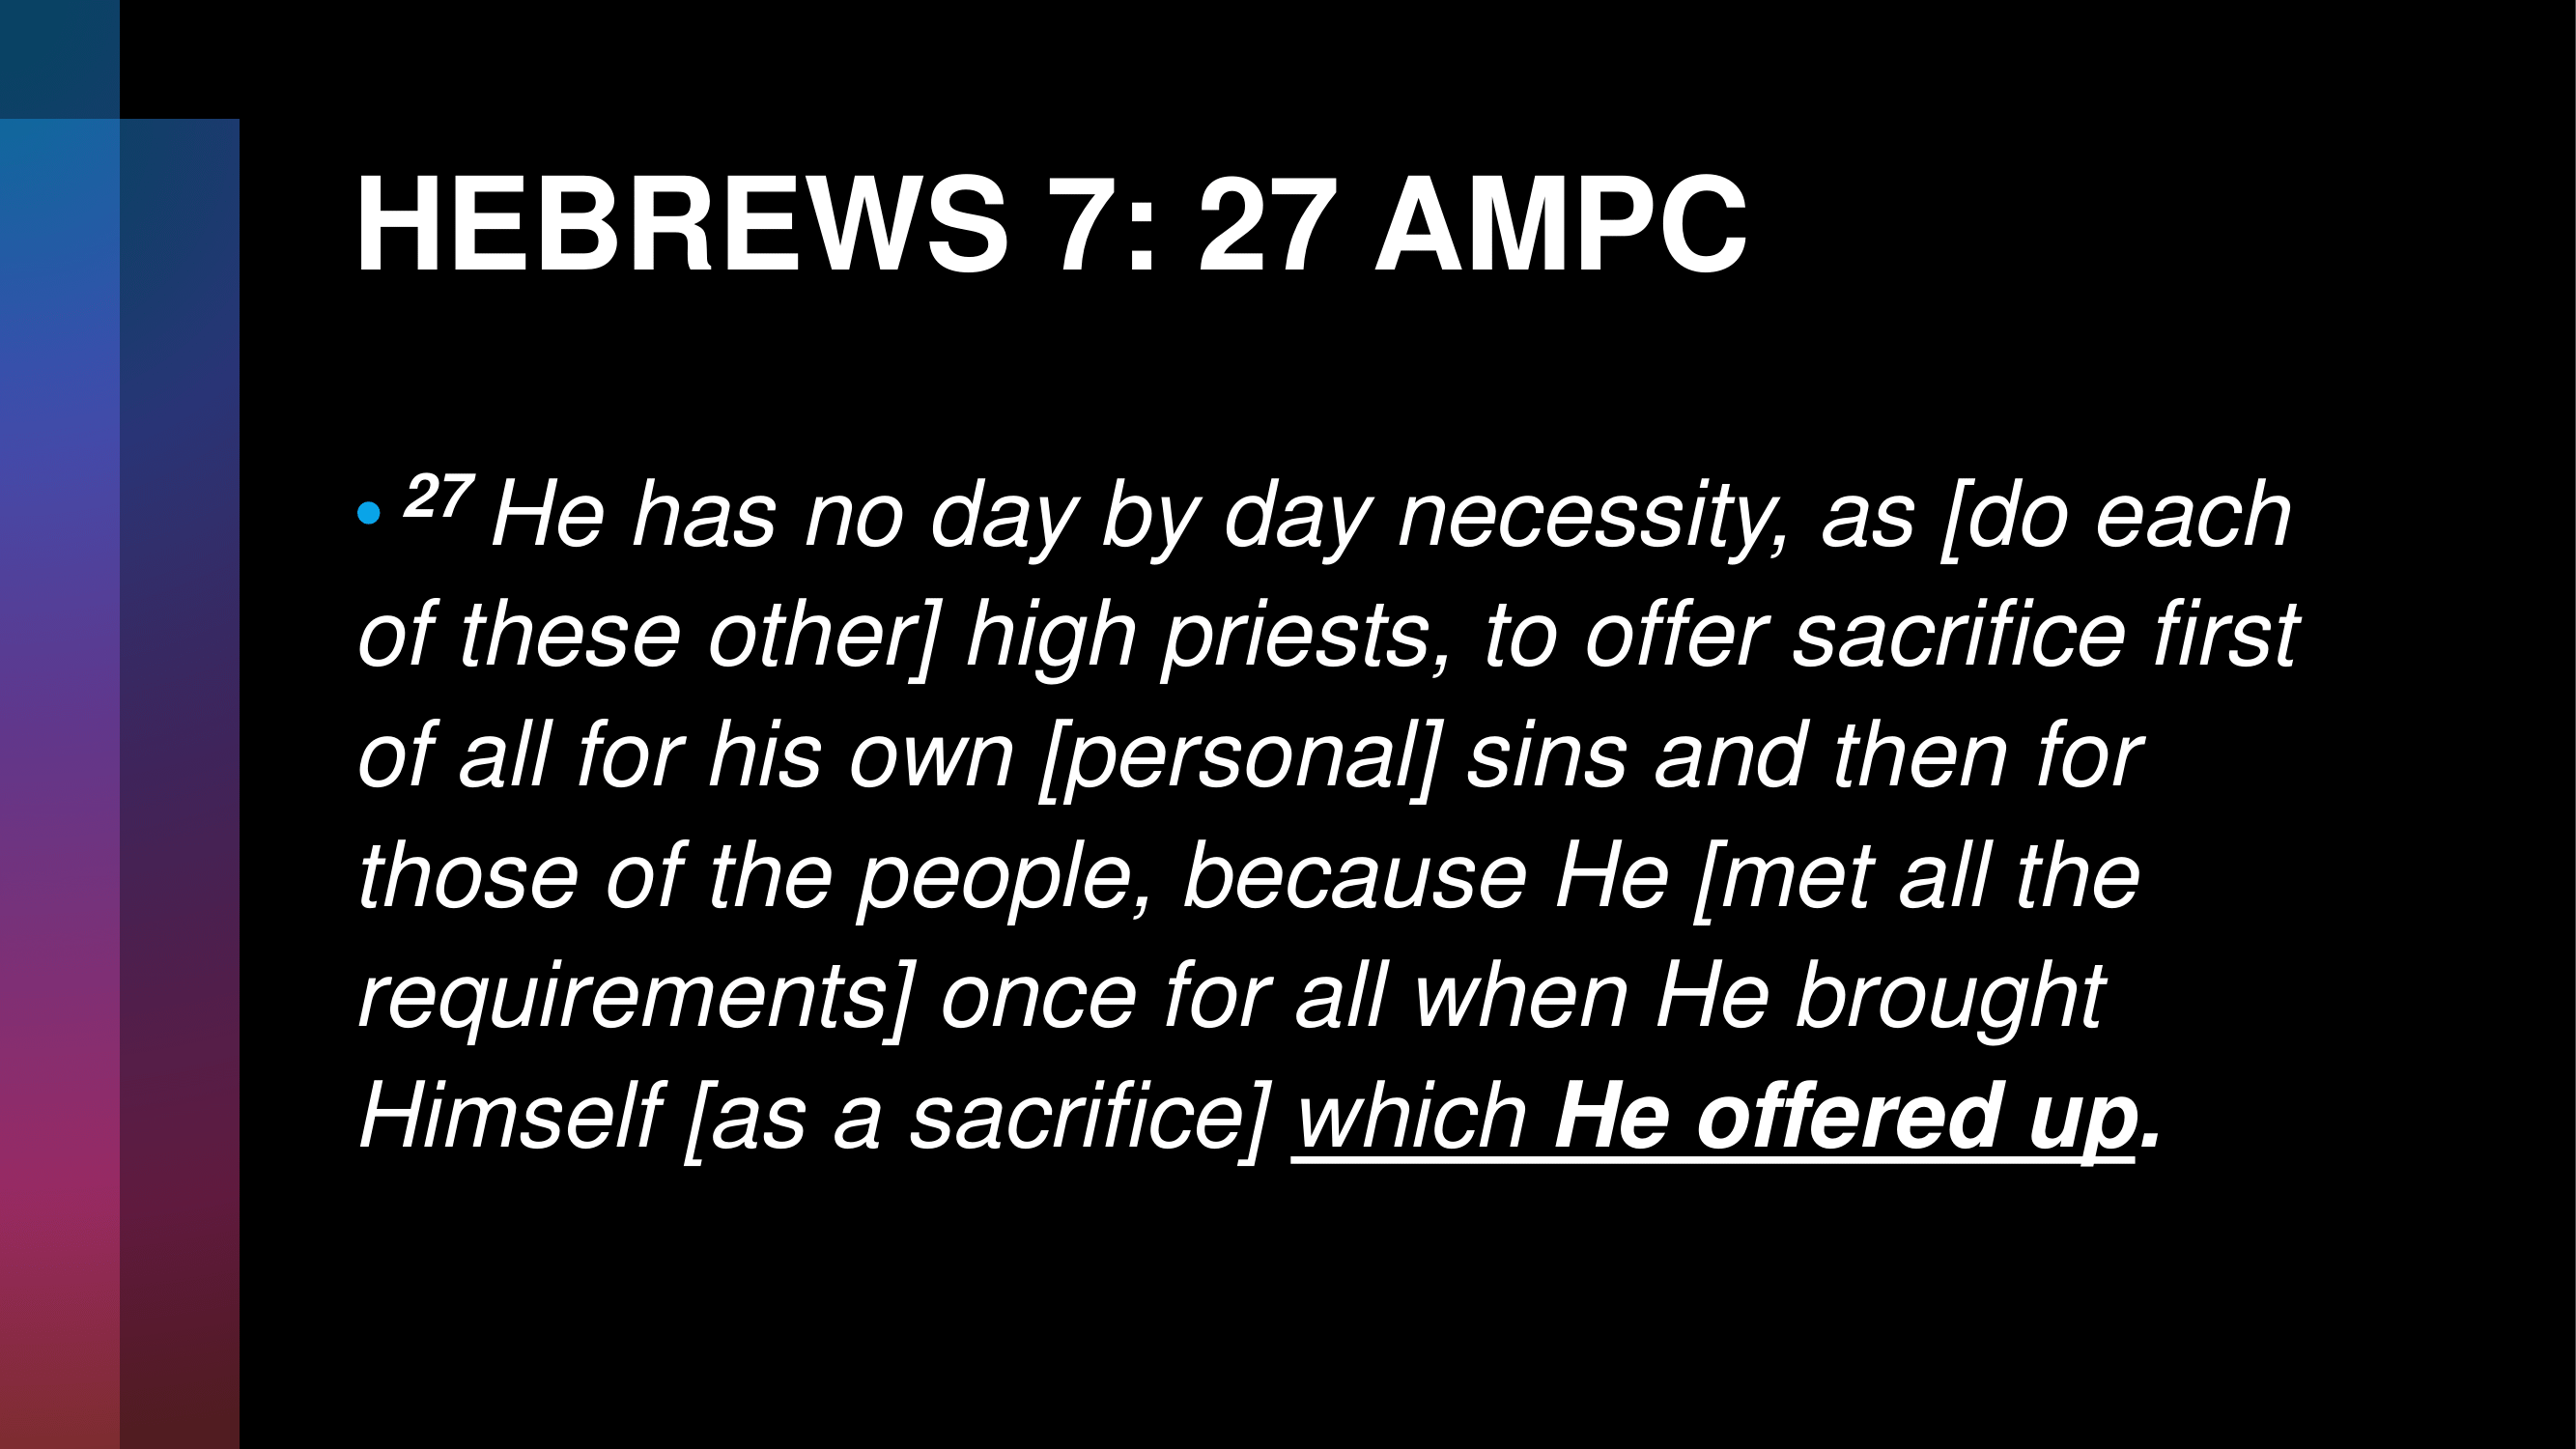 HEBREWS 7: 27 AMPC
• 27 He has no day by day necessity, as [do each
of these other] high priests, to offer sacrifice first
of all for his own [personal] sins and then for
those of the people, because He [met all the
requirements] once for all when He brought
Himself [as a sacrifice] which He offered up.